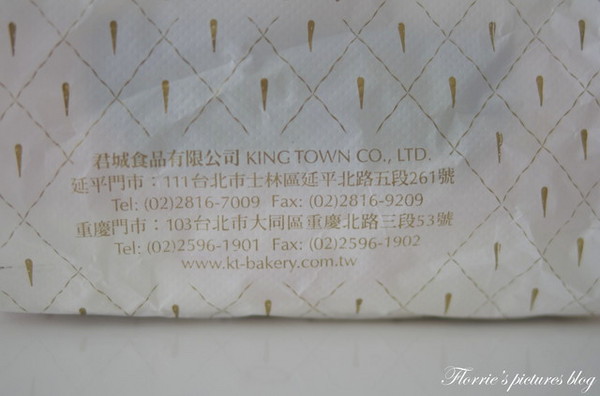 君城食品有限公司 KING TOWN CO., LTD.
延平門市：111台北市士林區延平北路五段261號
Tel: (02)2816-7009 Fax: (02)2816-9209
重慶門市：103台北市大同區重慶北路三段53號
Tel: (02)2596-1901 Fax: (02)2596-1902
www.kt-bakery.com.tw
Florrie's pictures blog